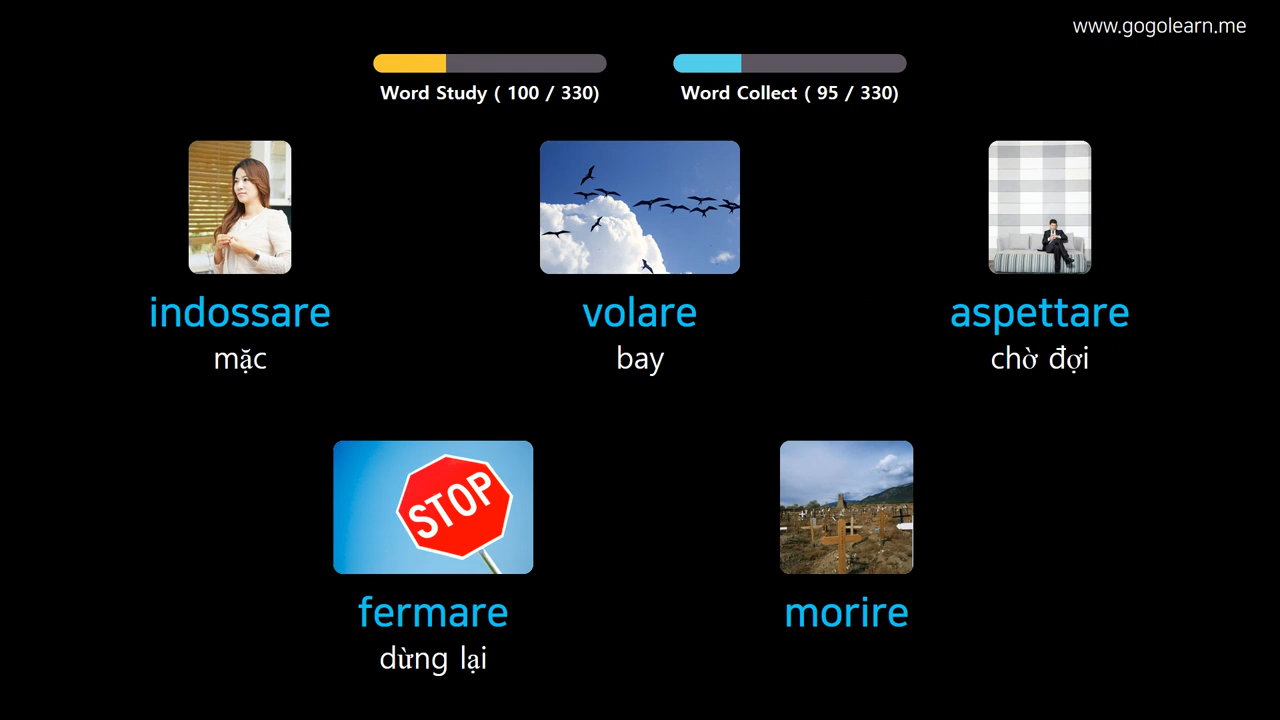 www.gogolearn.me
Word Study ( 100 / 330)
Word Collect ( 95 / 330)
indossare
mặc
volare
bay
aspettare
chờ đợi
STOP
fermare
dừng lại
morire